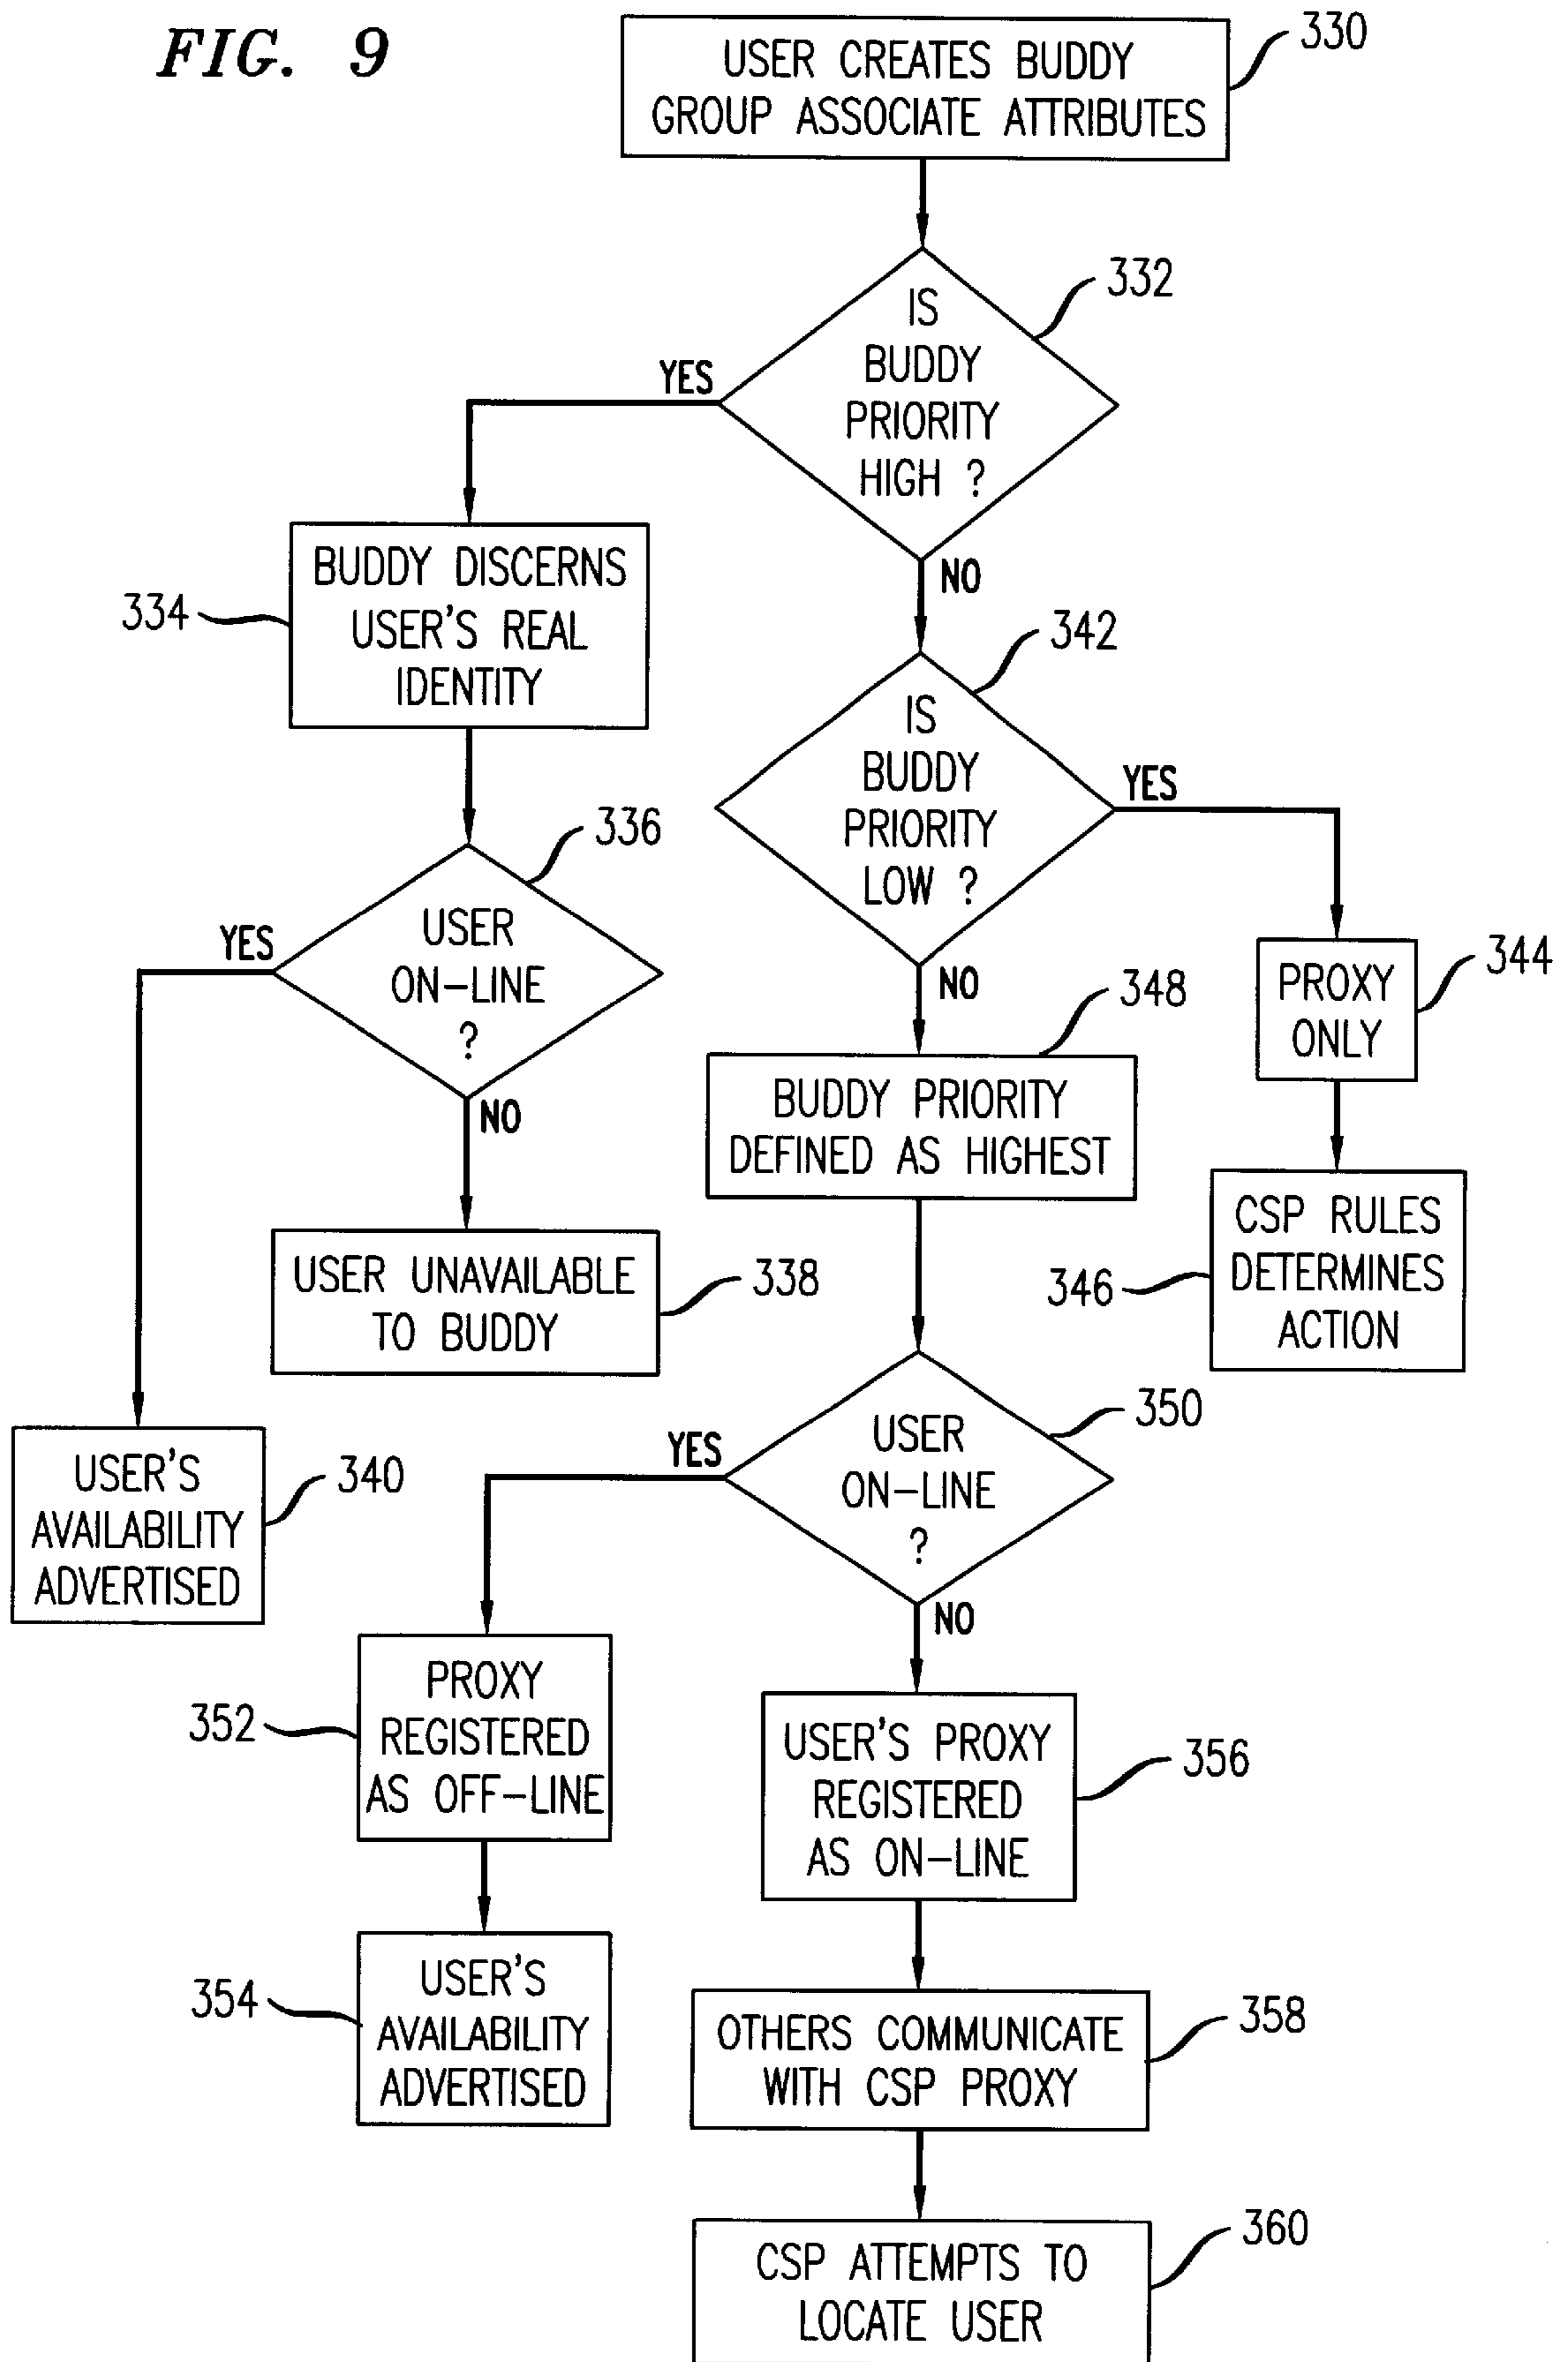 FIG. 9
USER CREATES BUDDY
GROUP ASSOCIATE ATTRIBUTES
330
IS
BUDDY
PRIORITY
HIGH ?
332
YES
NO
BUDDY DISCERNS
USER'S REAL
IDENTITY
334
IS
BUDDY
PRIORITY
LOW ?
342
YES
NO
USER
ON-LINE
?
336
YES
NO
PROXY
ONLY
344
BUDDY PRIORITY
DEFINED AS HIGHEST
348
CSP RULES
DETERMINES
ACTION
346
USER UNAVAILABLE
TO BUDDY
338
USER'S
AVAILABILITY
ADVERTISED
340
USER
ON-LINE
?
350
YES
NO
PROXY
REGISTERED
AS OFF-LINE
352
USER'S PROXY
REGISTERED
AS ON-LINE
356
USER'S
AVAILABILITY
ADVERTISED
354
OTHERS COMMUNICATE
WITH CSP PROXY
358
CSP ATTEMPTS TO
LOCATE USER
360